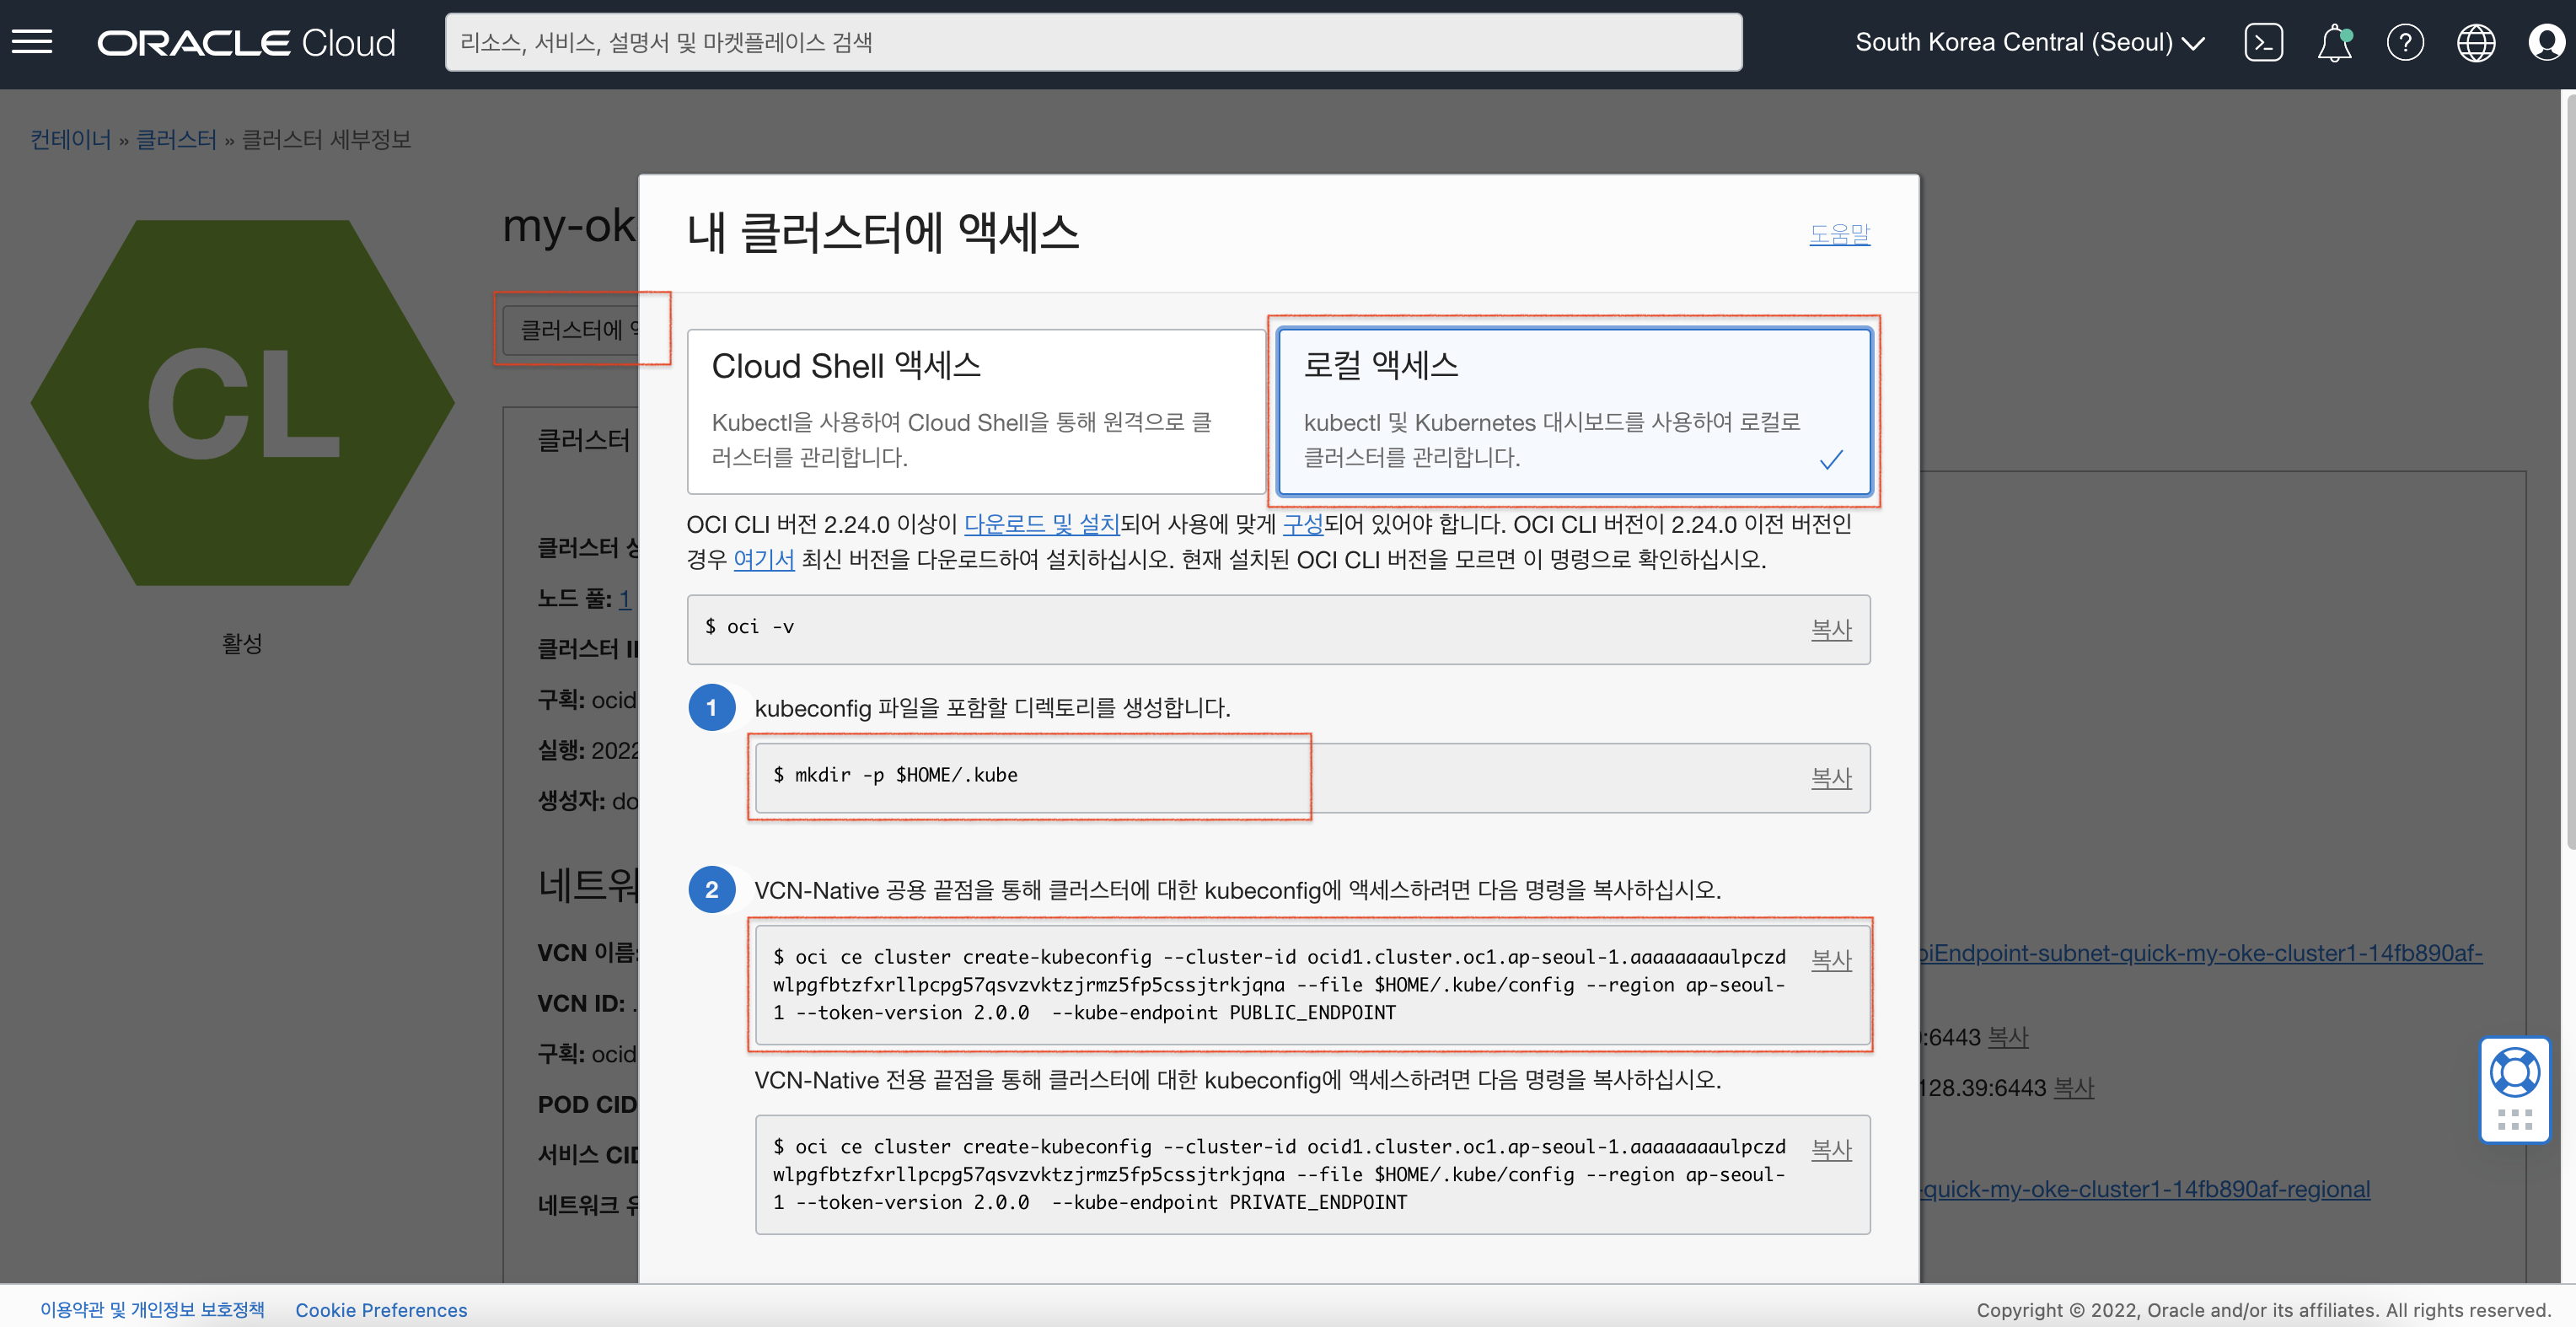 ORACLE Cloud
리소스, 서비스, 설명서 및 마켓플레이스 검색
South Korea Central (Seoul)
컨테이너 » 클러스터 » 클러스터 세부정보
my-ok
내 클러스터에 액세스
도움말
클러스터에
CL
활성
Cloud Shell 액세스
Kubectl을 사용하여 Cloud Shell을 통해 원격으로 클
러스터를 관리합니다.
로컬 액세스
kubectl 및 Kubernetes 대시보드를 사용하여 로컬로
클러스터를 관리합니다.
클러스터
클러스터
노드 풀: 1
클러스터
구획: ocid
실행: 2022
생성자: do
OCI CLI 버전 2.24.0 이상이 다운로드 및 설치되어 사용에 맞게 구성되어 있어야 합니다. OCI CLI 버전이 2.24.0 이전 버전인
경우 여기서 최신 버전을 다운로드하여 설치하십시오. 현재 설치된 OCI CLI 버전을 모르면 이 명령으로 확인하십시오.
$ oci -v
복사
1 kubeconfig 파일을 포함할 디렉토리를 생성합니다.
$ mkdir -p $HOME/.kube
복사
2 VCN-Native 공용 끝점을 통해 클러스터에 대한 kubeconfig에 액세스하려면 다음 명령을 복사하십시오.
$ oci ce cluster create-kubeconfig --cluster-id ocid1.cluster.oc1.ap-seoul-1.aaaaaaaaulpczd
wlpgfbtzfxrllpcpg57qsvzvktzjrmz5fp5cssjtrkjqna --file $HOME/.kube/config --region ap-seoul-
1 --token-version 2.0.0  --kube-endpoint PUBLIC_ENDPOINT
복사
VCN-Native 전용 끝점을 통해 클러스터에 대한 kubeconfig에 액세스하려면 다음 명령을 복사하십시오.
$ oci ce cluster create-kubeconfig --cluster-id ocid1.cluster.oc1.ap-seoul-1.aaaaaaaaulpczd
wlpgfbtzfxrllpcpg57qsvzvktzjrmz5fp5cssjtrkjqna --file $HOME/.kube/config --region ap-seoul-
1 --token-version 2.0.0  --kube-endpoint PRIVATE_ENDPOINT
복사
VCN 이름:
VCN ID: .
구획: ocid
POD CID
서비스
네트워크
piEndpoint-subnet-quick-my-oke-cluster1-14fb890af-
:6443 복사
128.39:6443 복사
-quick-my-oke-cluster1-14fb890af-regional
이용약관 및 개인정보 보호정책
Cookie Preferences
Copyright © 2022, Oracle and/or its affiliates. All rights reserved.